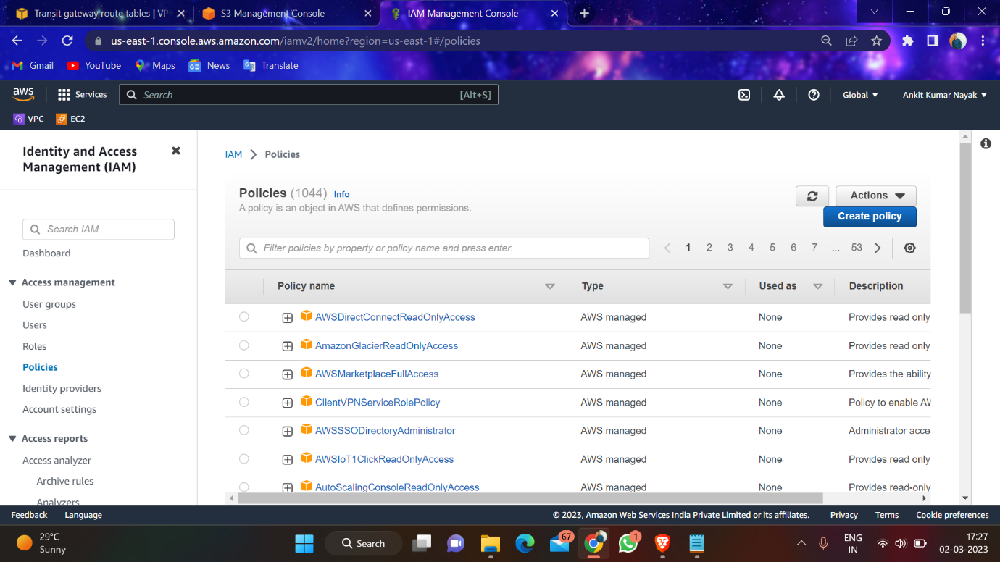 Transit gateway route tables | VP
S3 Management Console
IAM Management Console
us-east-1.console.aws.amazon.com/iamv2/home?region=us-east-1#/policies
Gmail
YouTube
Maps
News
Translate
aws
Services
Search
[Alt+S]
Global
Ankit Kumar Nayak
VPC
EC2
Identity and Access
Management (IAM)
Search IAM
Dashboard
Access management
User groups
Users
Roles
Policies
Identity providers
Account settings
Access reports
Access analyzer
Archive rules
Analyzers
IAM > Policies
Policies (1044) Info
A policy is an object in AWS that defines permissions.
Actions
Create policy
Filter policies by property or policy name and press enter.
1 2 3 4 5 6 7 ... 53
Policy name Type Used as Description
AWSDirectConnectReadOnlyAccess AWS managed None Provides read only
AmazonGlacierReadOnlyAccess AWS managed None Provides read only
AWSMarketplaceFullAccess AWS managed None Provides the ability
ClientVPNServiceRolePolicy AWS managed None Policy to enable AV
AWSSSODirectoryAdministrator AWS managed None Administrator acce
AWSIoT1ClickReadOnlyAccess AWS managed None Provides read only
AutoScalingConsoleReadOnlyAccess AWS managed None Provides read-only
Feedback
Language
© 2023, Amazon Web Services India Private Limited or its affiliates.
Privacy
Terms
Cookie preferences
29°C
Sunny
Search
67
1
ENG
IN
17:27
02-03-2023